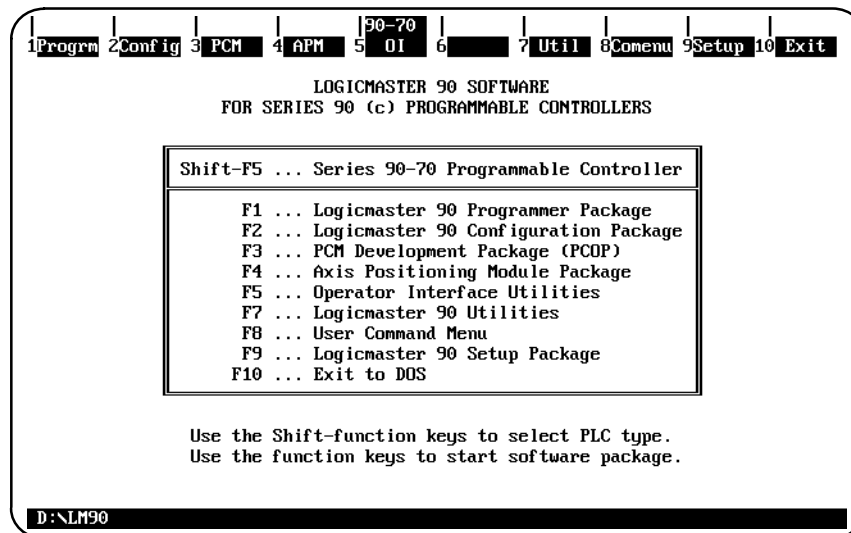 90-70
1Progrm 2Config 3 PCM 4 APM 5 OI 6 7 Util 8Comenu 9Setup 10 Exit
LOGICMASTER 90 SOFTWARE
FOR SERIES 90 (c) PROGRAMMABLE CONTROLLERS
Shift-F5 ... Series 90-70 Programmable Controller
F1 ... Logicmaster 90 Programmer Package
F2 ... Logicmaster 90 Configuration Package
F3 ... PCM Development Package (PCOP)
F4 ... Axis Positioning Module Package
F5 ... Operator Interface Utilities
F7 ... Logicmaster 90 Utilities
F8 ... User Command Menu
F9 ... Logicmaster 90 Setup Package
F10 ... Exit to DOS
Use the Shift-function keys to select PLC type.
Use the function keys to start software package.
D:\LM90